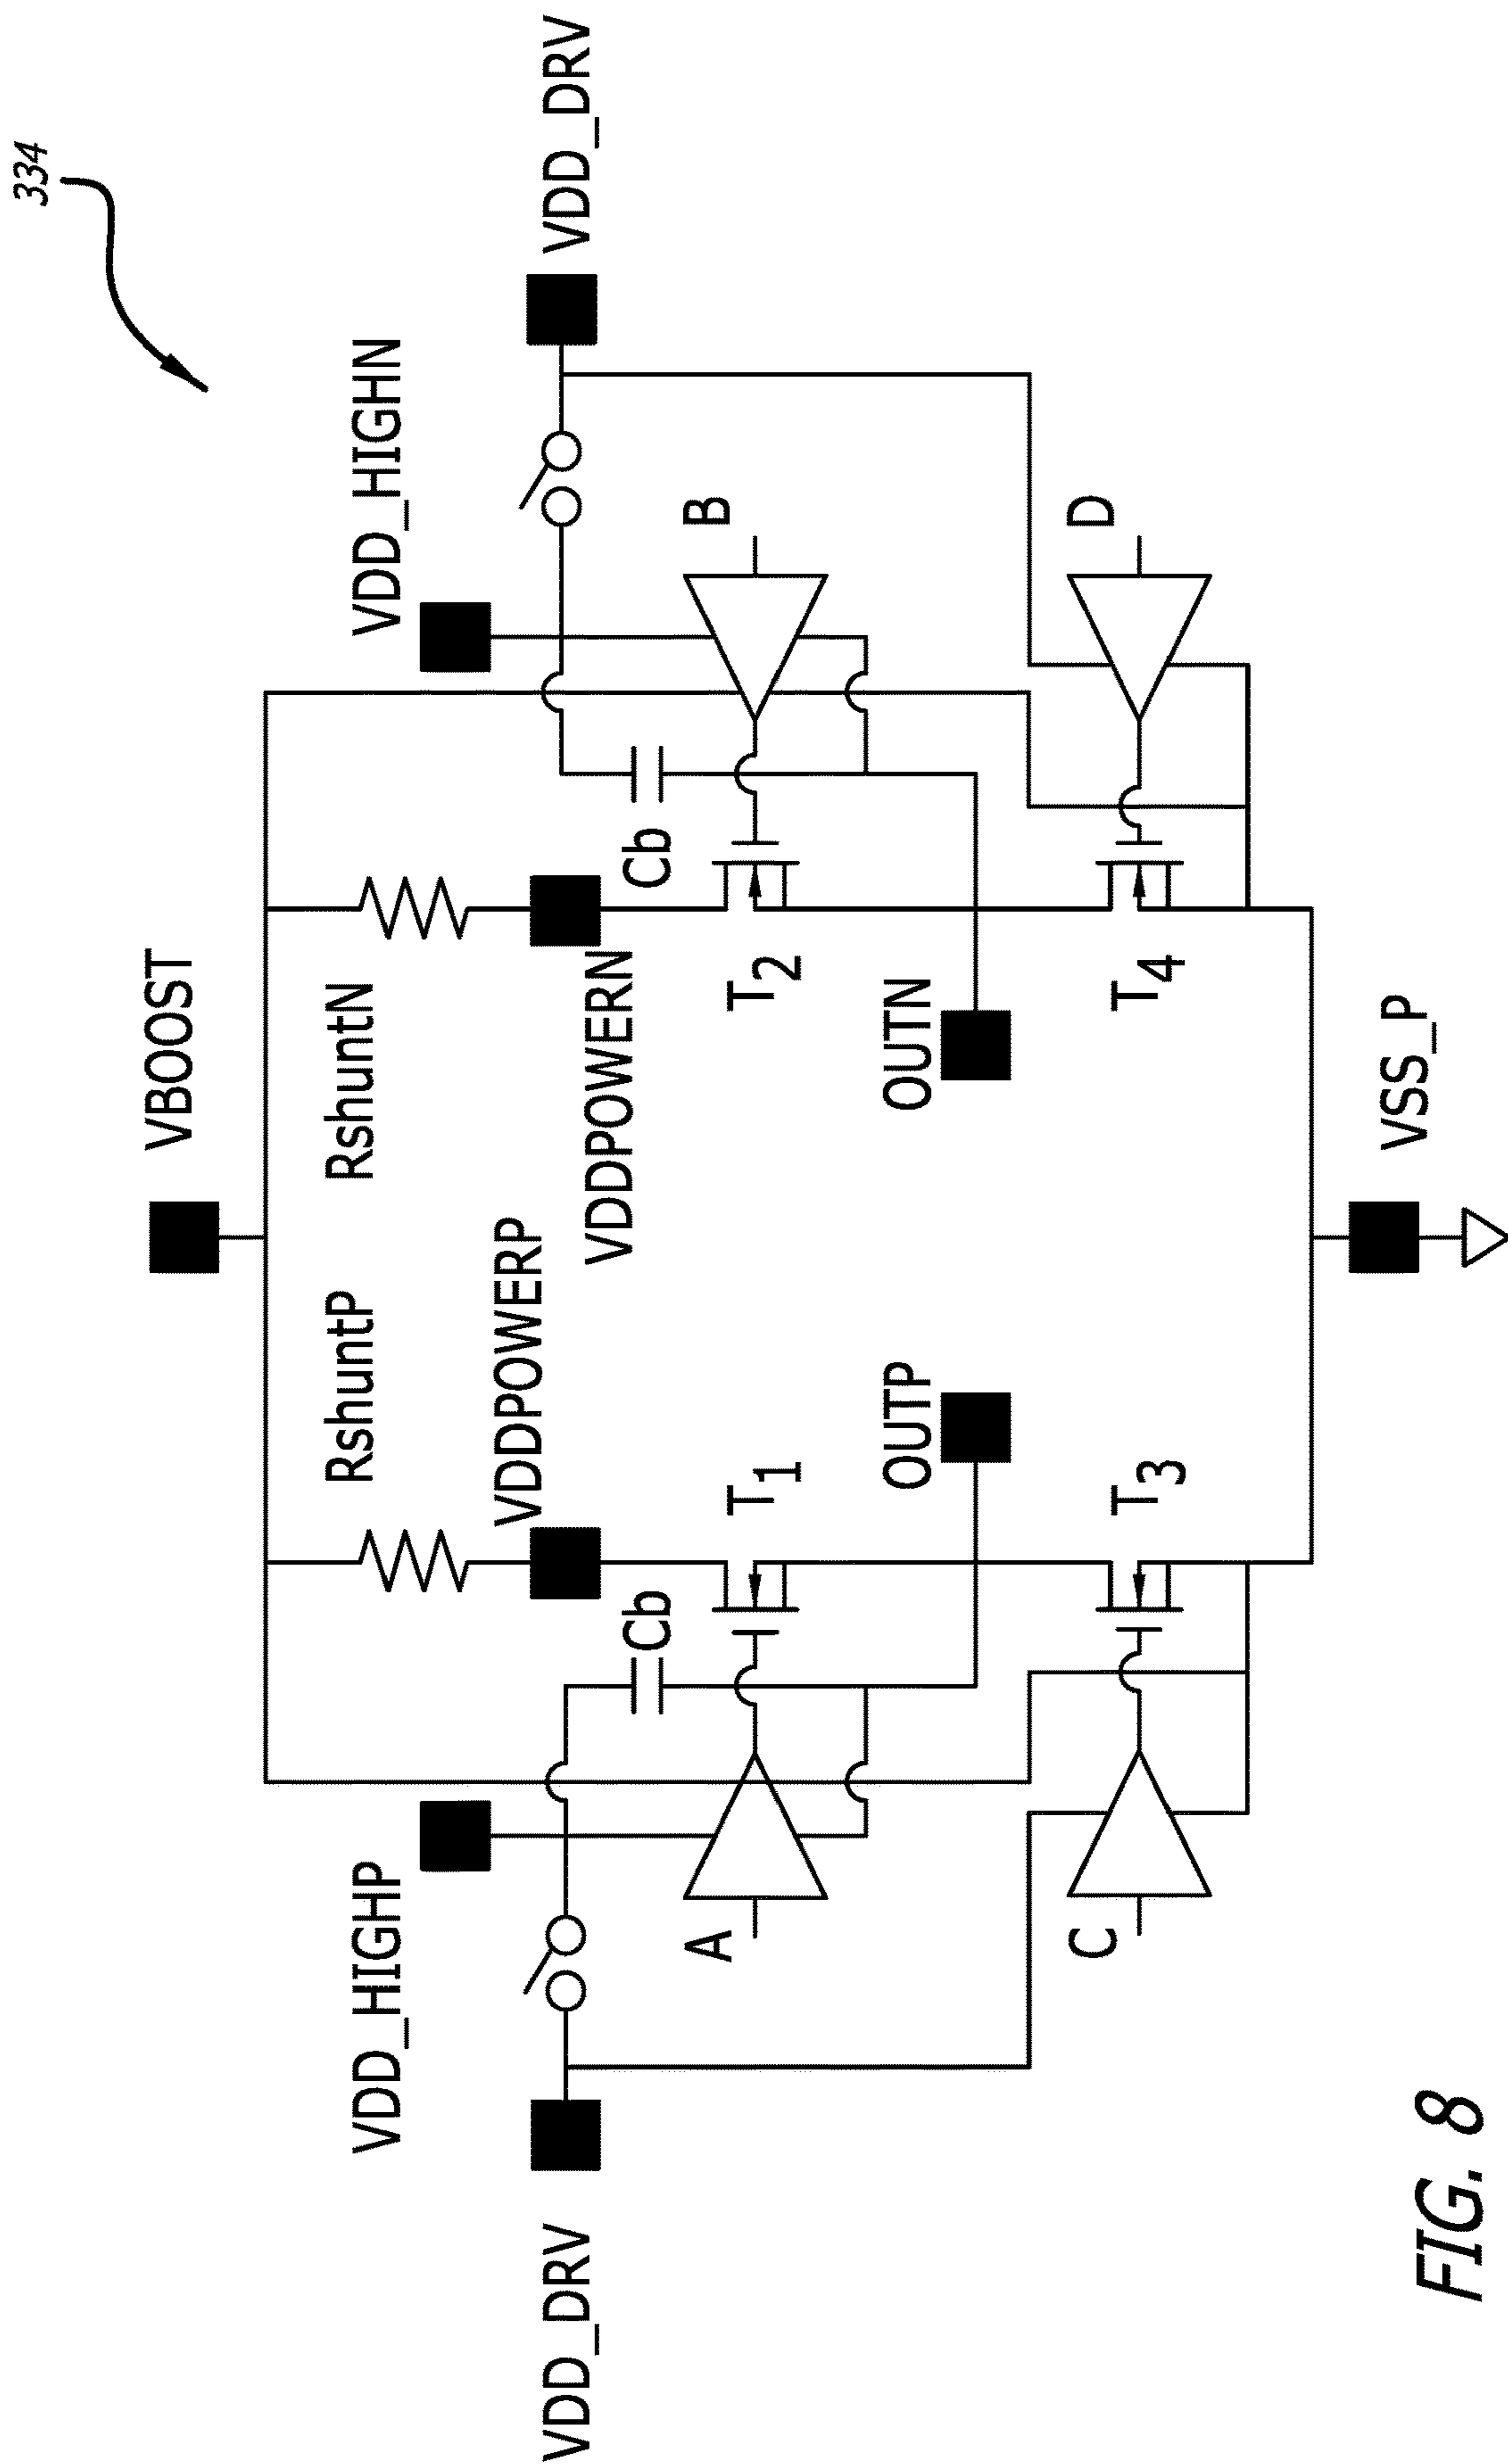 334
VBOOST
RshuntP
RshuntN
VDD_HIGHP
VDD_HIGHN
VDDPOWERP
VDDPOWERN
VDD_DRV
VDD_DRV
Cb
Cb
A
T1
T2
B
OUTP
OUTN
C
T3
T4
D
VSS_P
FIG. 8